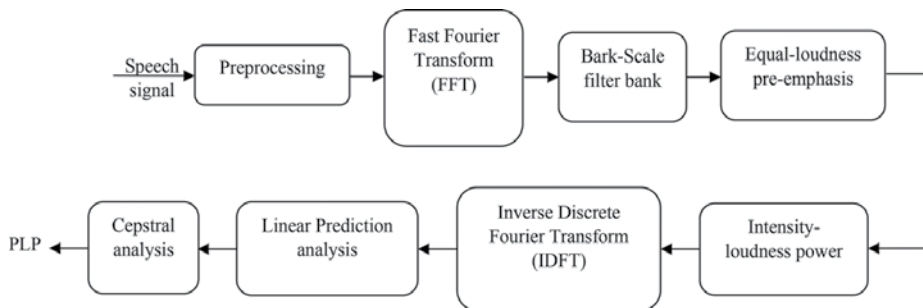 Speech
signal
Preprocessing
Fast Fourier
Transform
(FFT)
Bark-Scale
filter bank
Equal-loudness
pre-emphasis
PLP
Cepstral
analysis
Linear Prediction
analysis
Inverse Discrete
Fourier Transform
(IDFT)
Intensity-
loudness power